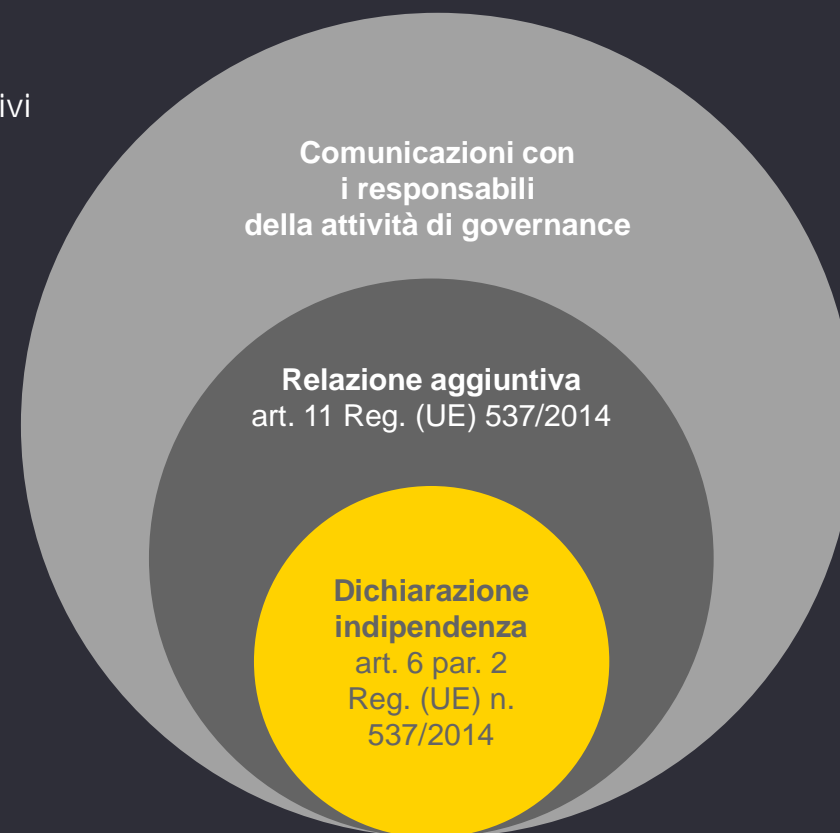 ivi
Comunicazioni con
i responsabili
della attività di governance
Relazione aggiuntiva
art. 11 Reg. (UE) 537/2014
Dichiarazione
indipendenza
art. 6 par. 2
Reg. (UE) n.
537/2014